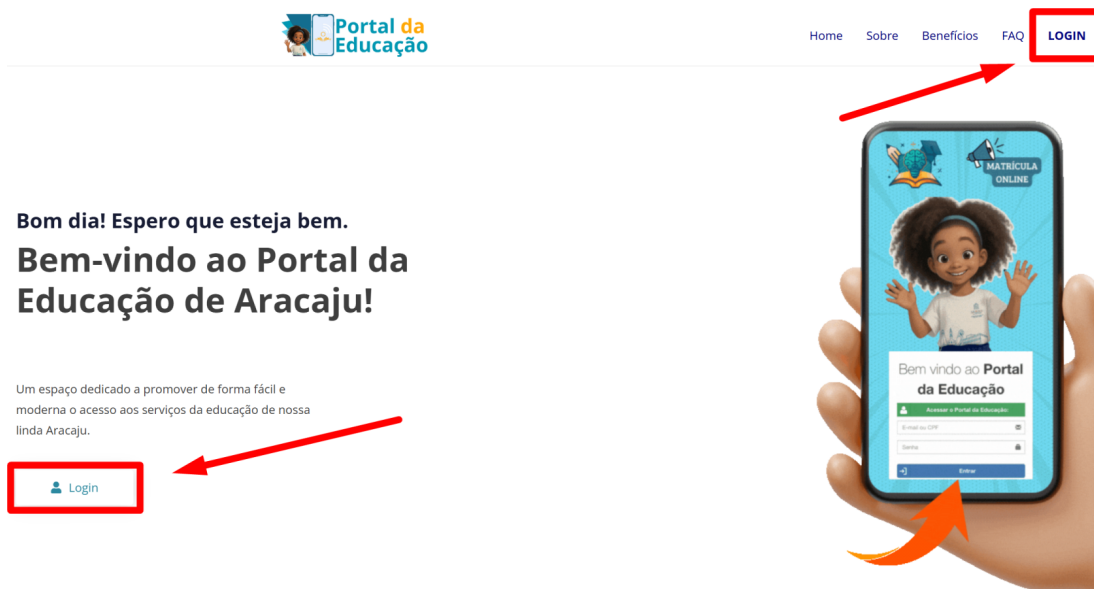 Portal da
Educação
Home Sobre Benefícios FAQ LOGIN
MATRÍCULA
ONLINE
Bom dia! Espero que esteja bem.
Bem-vindo ao Portal da
Educação de Aracaju!
Um espaço dedicado a promover de forma fácil e
moderna o acesso aos serviços da educação de nossa
linda Aracaju.
Login
Bem vindo ao Portal
da Educação
Acessar o Portal da Educação:
E-mail ou CPF
Senha
Entrar